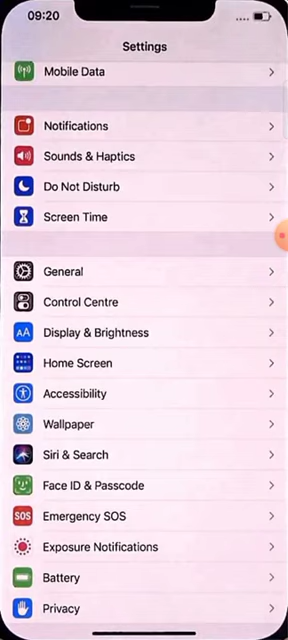 09:20
Settings
Mobile Data
Notifications
Sounds & Haptics
Do Not Disturb
Screen Time
General
Control Centre
AA Display & Brightness
Home Screen
Accessibility
Wallpaper
Siri & Search
Face ID & Passcode
SOS Emergency SOS
Exposure Notifications
Battery
Privacy